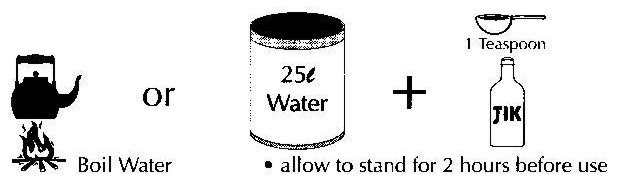 1 Teaspoon
25ℓ
Water
or
+
JIK
Boil Water
• allow to stand for 2 hours before use